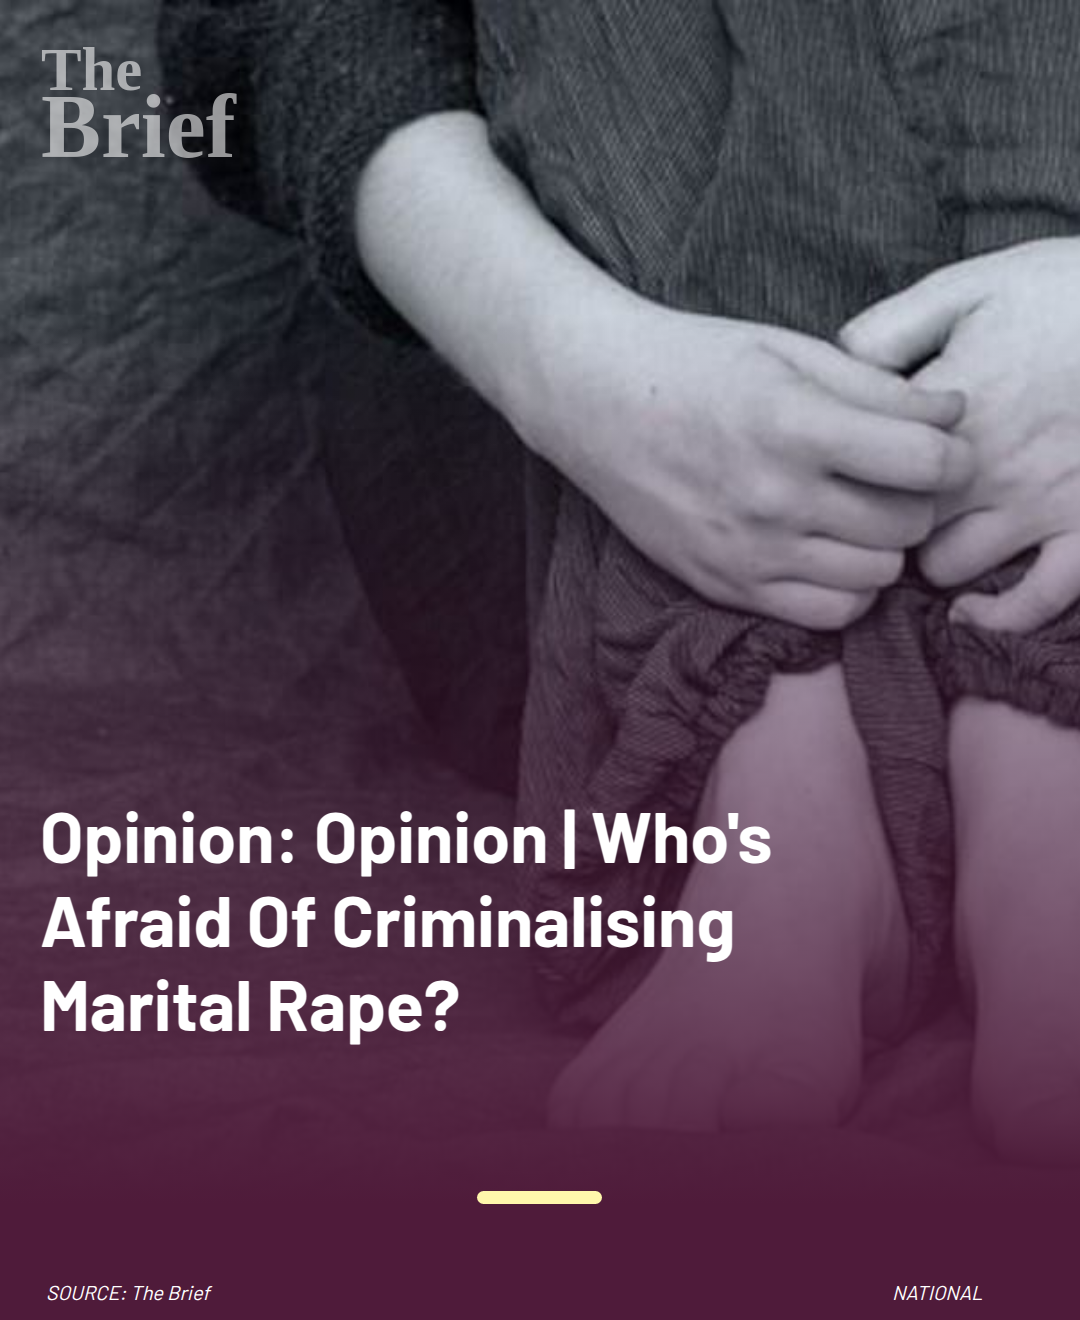 The
Brief
Opinion: Opinion | Who's
Afraid Of Criminalising
Marital Rape?
SOURCE: The Brief
NATIONAL